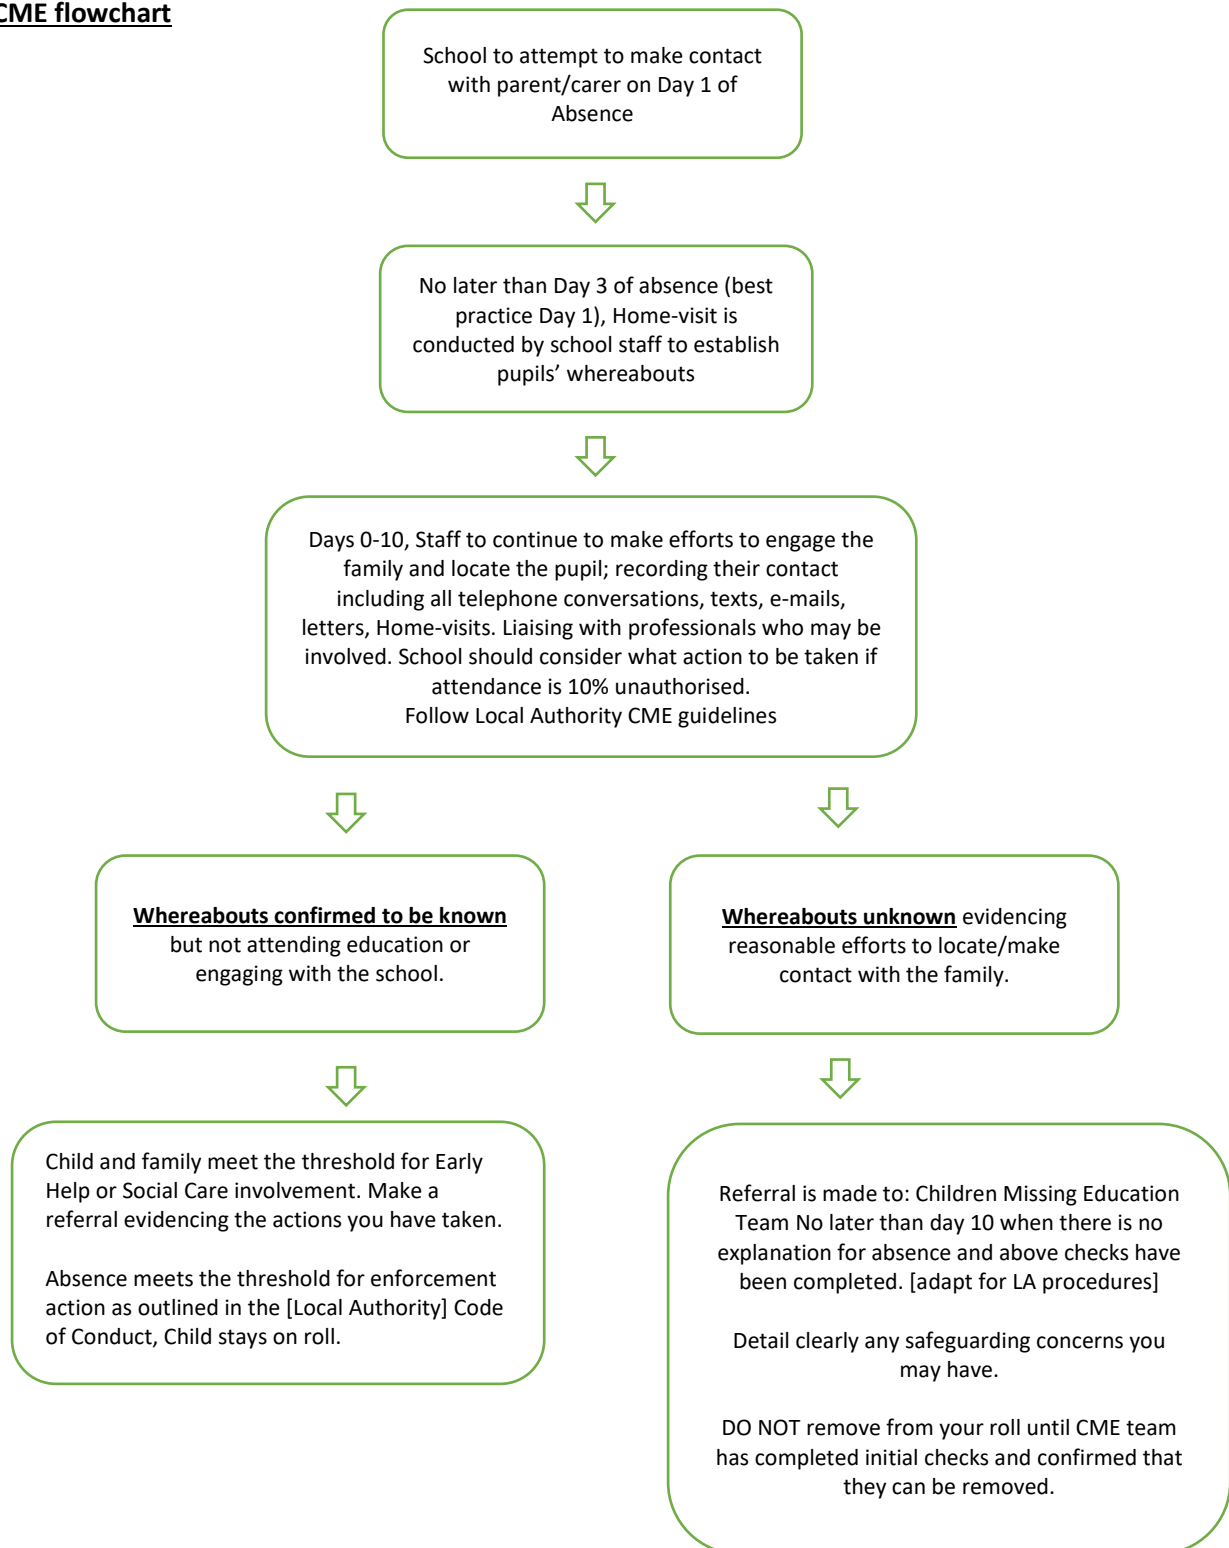 CME flowchart
School to attempt to make contact
with parent/carer on Day 1 of
Absence
No later than Day 3 of absence (best
practice Day 1), Home-visit is
conducted by school staff to establish
pupils’ whereabouts
Days 0-10, Staff to continue to make efforts to engage the
family and locate the pupil; recording their contact
including all telephone conversations, texts, e-mails,
letters, Home-visits. Liaising with professionals who may be
involved. School should consider what action to be taken if
attendance is 10% unauthorised.
Follow Local Authority CME guidelines
Whereabouts confirmed to be known
but not attending education or
engaging with the school.
Whereabouts unknown evidencing
reasonable efforts to locate/make
contact with the family.
Child and family meet the threshold for Early
Help or Social Care involvement. Make a
referral evidencing the actions you have taken.
Absence meets the threshold for enforcement
action as outlined in the [Local Authority] Code
of Conduct, Child stays on roll.
Referral is made to: Children Missing Education
Team No later than day 10 when there is no
explanation for absence and above checks have
been completed. [adapt for LA procedures]
Detail clearly any safeguarding concerns you
may have.
DO NOT remove from your roll until CME team
has completed initial checks and confirmed that
they can be removed.